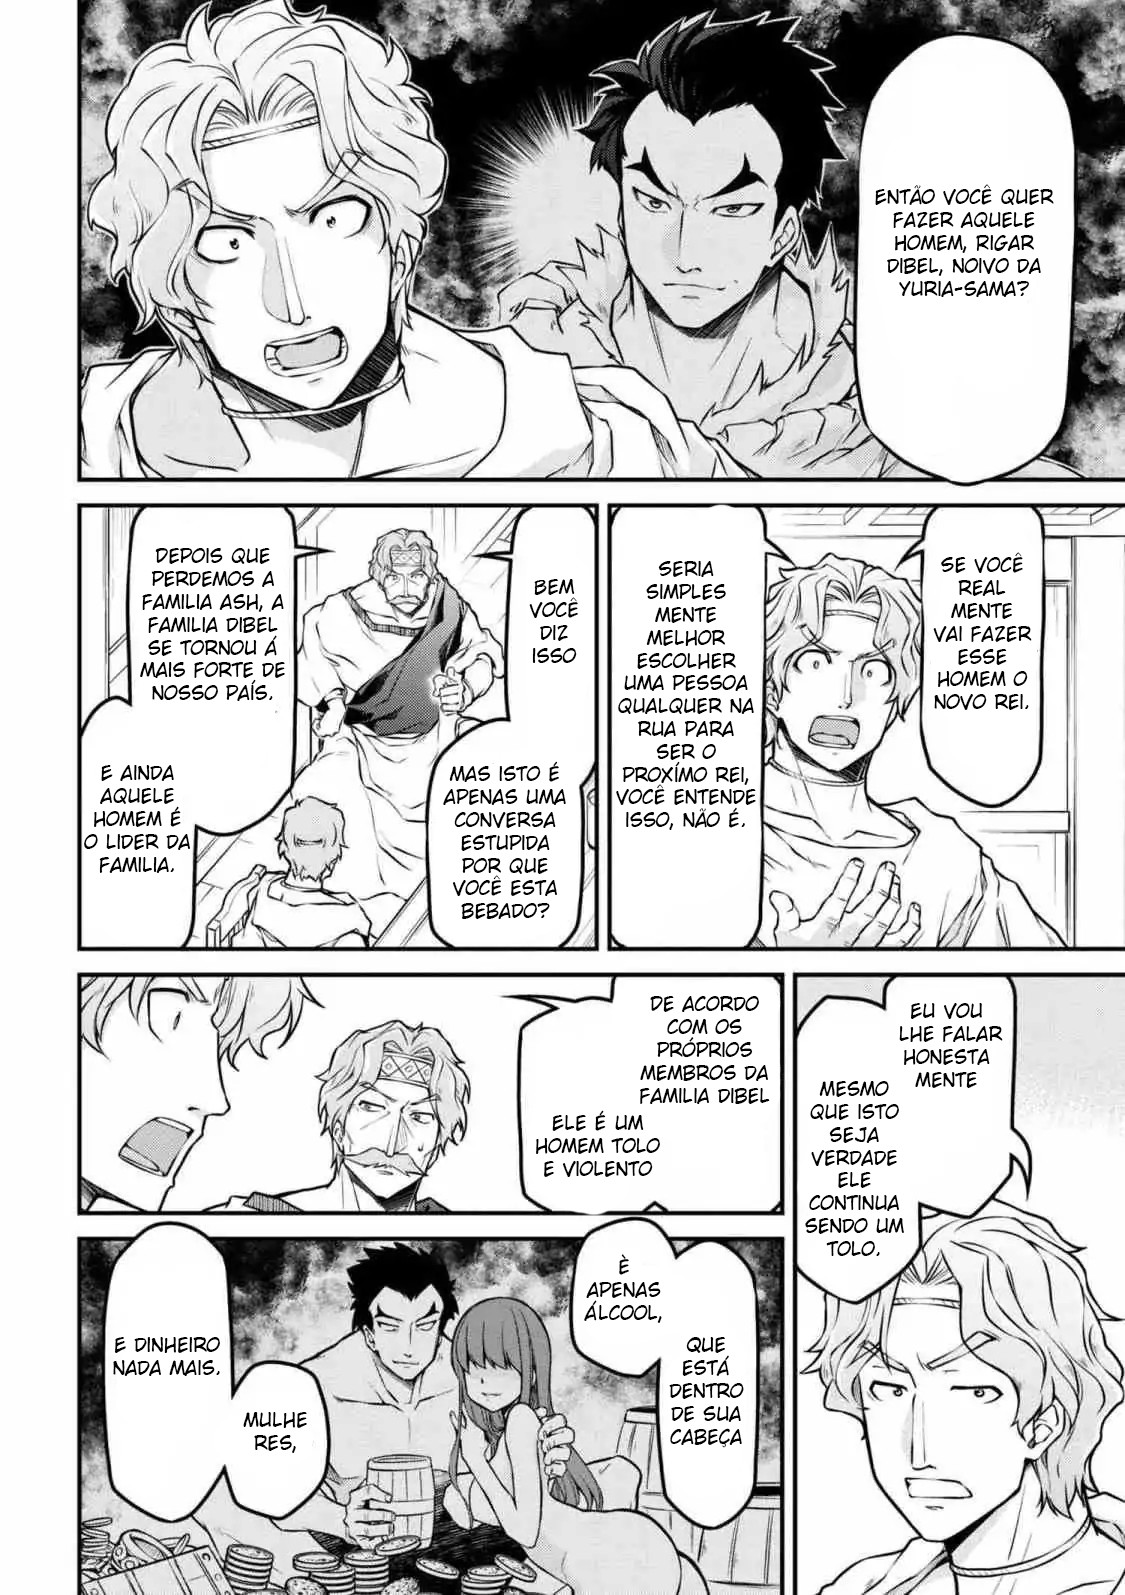 ENTÃO VOCÊ QUER
FAZER AQUELE
HOMEM, RIGAR
DIBEL, NOIVO DA
YURIA-SAMA?
SE VOCÊ
REAL
MENTE
VAI FAZER
ESSE
HOMEM O
NOVO REI.
SERIA
SIMPLES
MENTE
MELHOR
ESCOLHER
UMA PESSOA
QUALQUER NA
RUA PARA
SER O
PROXÍMO REI,
VOCÊ ENTENDE
ISSO, NÃO É.
BEM
VOCÊ
DIZ
ISSO
MAS ISTO É
APENAS UMA
CONVERSA
ESTUPIDA
POR QUE
VOCÊ ESTA
BEBADO?
DEPOIS QUE
PERDEMOS A
FAMILIA ASH, A
FAMILIA DIBEL
SE TORNOU Á
MAIS FORTE DE
NOSSO PAÍS.
E AINDA
AQUELE
HOMEM É
O LIDER DA
FAMILIA.
EU VOU
LHE FALAR
HONESTA
MENTE
MESMO
QUE ISTO
SEJA
VERDADE
ELE
CONTINUA
SENDO UM
TOLO.
DE ACORDO
COM OS
PRÓPRIOS
MEMBROS DA
FAMILIA DIBEL
ELE É UM
HOMEM TOLO
E VIOLENTO
QUE
ESTÁ
DENTRO
DE SUA
CABEÇA
È
APENAS
ÁLCOOL,
MULHE
RES,
E DINHEIRO
NADA MAIS.